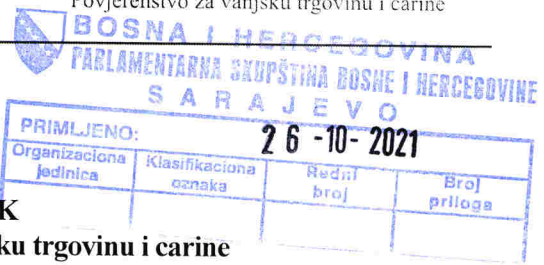 Povjerenstvo za vanjsku trgovinu i carine
BOSNA I HERCEGOVINA
PARLAMENTARNA SKUPŠTINA BOSNE I HERCEGOVINE
SARAJEVO
PRIMLJENO: 26-10-2021
Organizaciona jedinica Klasifikaciona oznaka Redni broj Broj priloga
K
ku trgovinu i carine